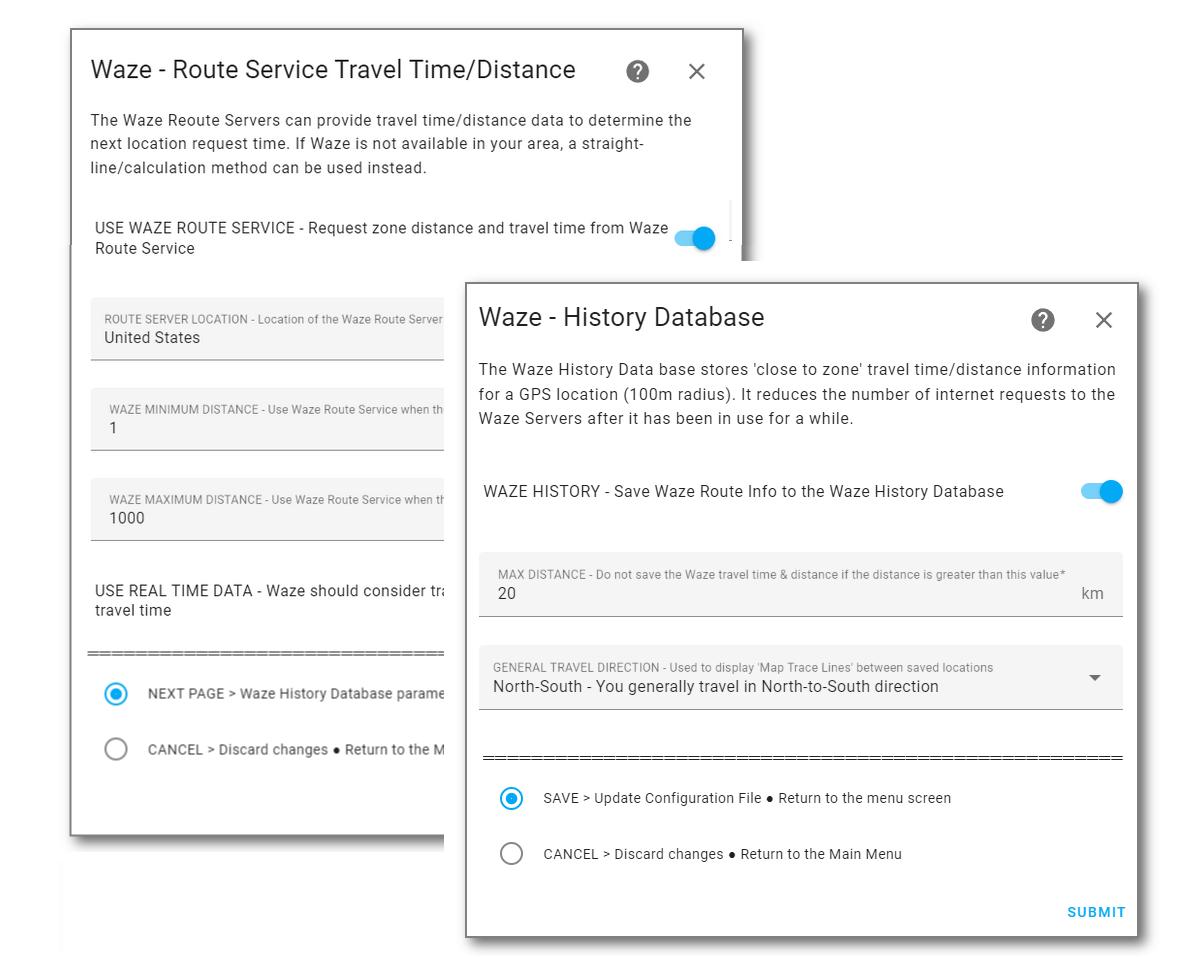 Waze - Route Service Travel Time/Distance
The Waze Reoute Servers can provide travel time/distance data to determine the
next location request time. If Waze is not available in your area, a straight-
line/calculation method can be used instead.
USE WAZE ROUTE SERVICE - Request zone distance and travel time from Waze
Route Service
ROUTE SERVER LOCATION - Location of the Waze Route Server
United States
WAZE MINIMUM DISTANCE - Use Waze Route Service when
1
WAZE MAXIMUM DISTANCE - Use Waze Route Service when
1000
USE REAL TIME DATA - Waze should consider
travel time
====================================
NEXT PAGE > Waze History Database
CANCEL > Discard changes ● Return to the
Waze - History Database
The Waze History Data base stores 'close to zone' travel time/distance information
for a GPS location (100m radius). It reduces the number of internet requests to the
Waze Servers after it has been in use for a while.
WAZE HISTORY - Save Waze Route Info to the Waze History Database
MAX DISTANCE - Do not save the Waze travel time & distance if the distance is greater than this value*
20
km
GENERAL TRAVEL DIRECTION - Used to display 'Map Trace Lines' between saved locations
North-South - You generally travel in North-to-South direction
================================================================
SAVE > Update Configuration File ● Return to the menu screen
CANCEL > Discard changes ● Return to the Main Menu
SUBMIT